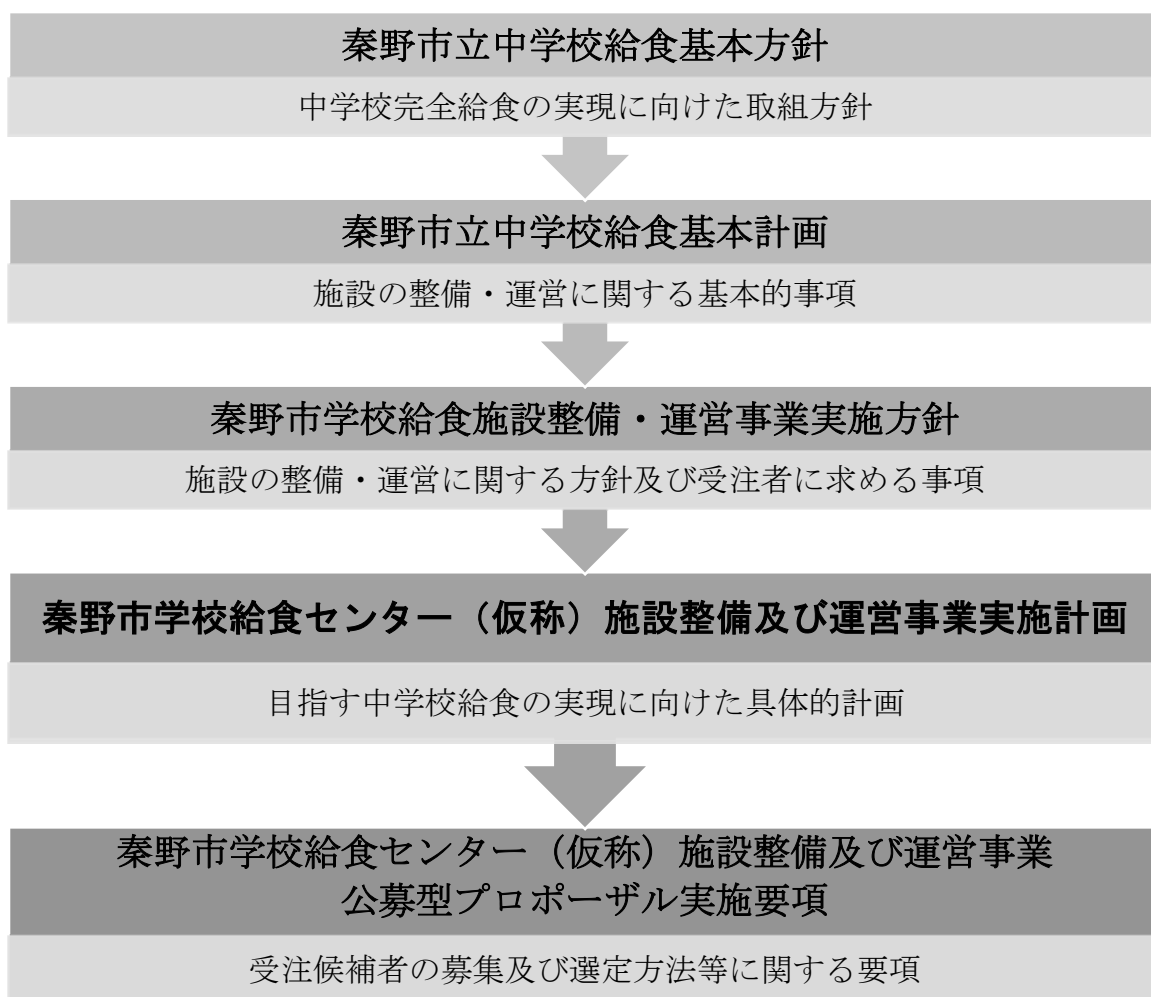 秦野市立中学校給食基本方針
中学校完全給食の実現に向けた取組方針
秦野市立中学校給食基本計画
施設の整備・運営に関する基本的事項
秦野市学校給食施設整備・運営事業実施方針
施設の整備・運営に関する方針及び受注者に求める事項
秦野市学校給食センター（仮称）施設整備及び運営事業実施計画
目指す中学校給食の実現に向けた具体的計画
秦野市学校給食センター（仮称）施設整備及び運営事業
公募型プロポーザル実施要項
受注候補者の募集及び選定方法等に関する要項